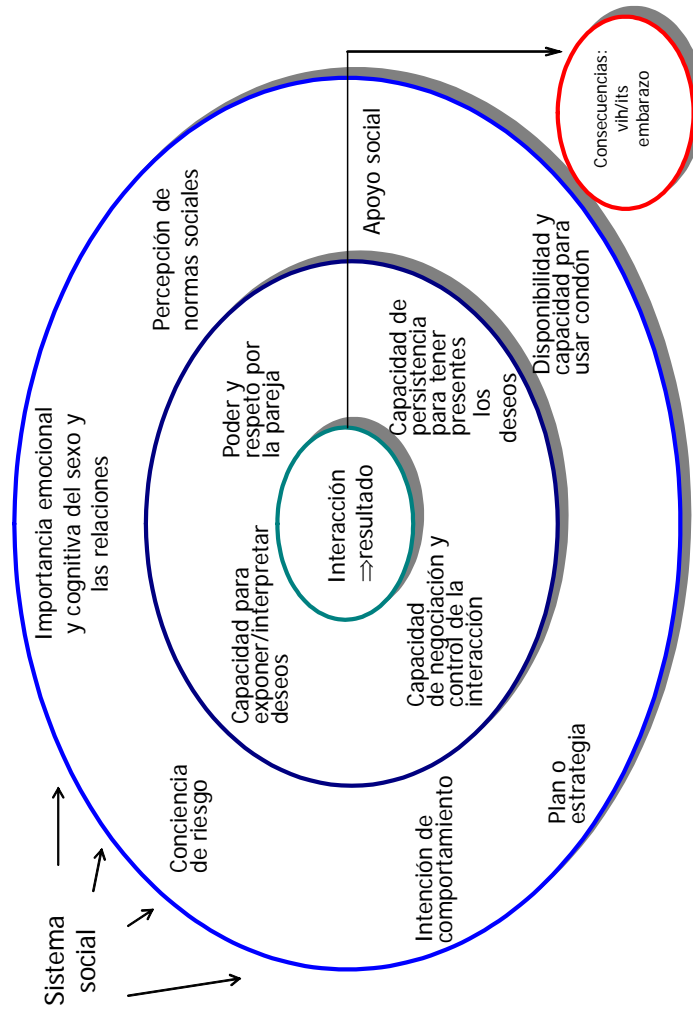 Sistema
social
Importancia emocional
y cognitiva del sexo y
las relaciones
Percepción de
normas sociales
Conciencia
de riesgo
Capacidad para
exponer/interpretar
deseos
Poder y
respeto por
la pareja
Interacción
⇒resultado
Apoyo social
Capacidad
de negociación y
control de la
interacción
Capacidad de
persistencia
para tener
presentes
los
deseos
Intención de
comportamiento
Plan o
estrategia
Disponibilidad y
capacidad para
usar condón
Consecuencias:
vih/its
embarazo